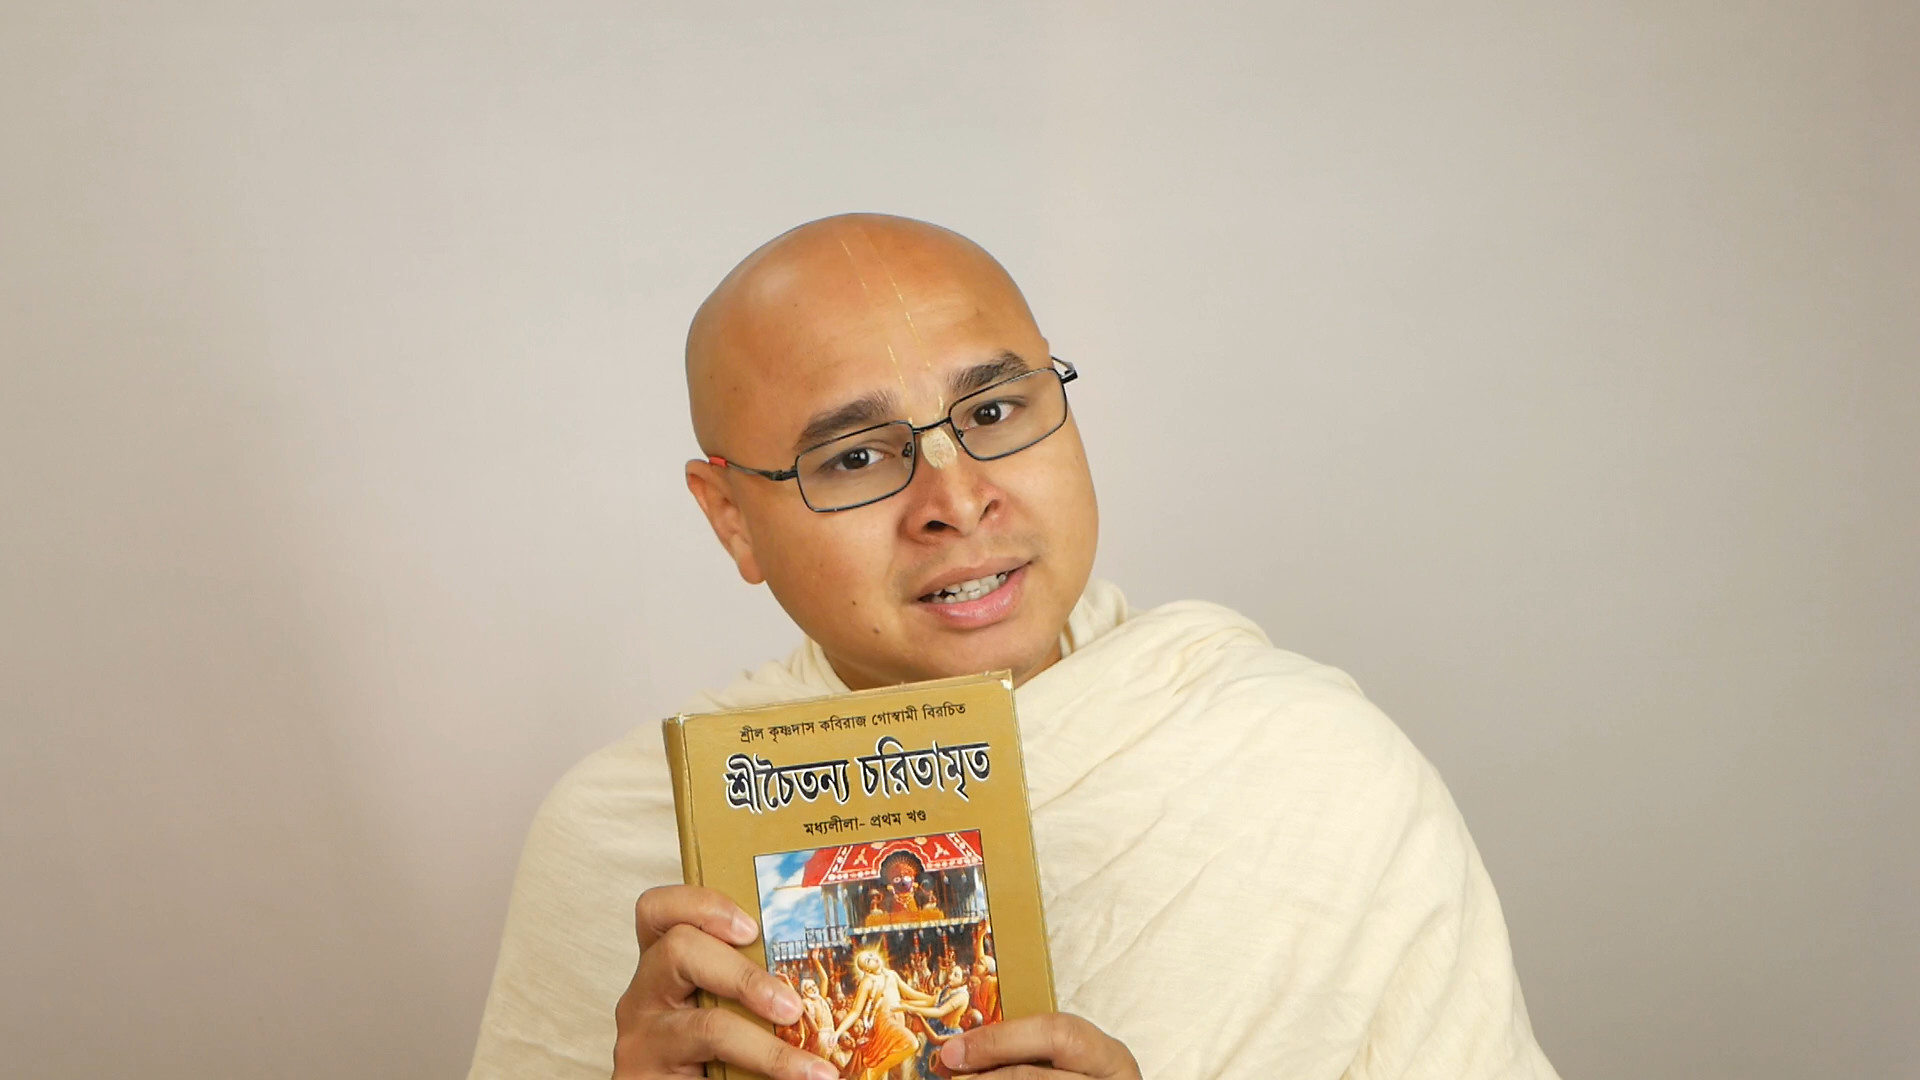 শ্রীল কৃষ্ণদাস কবিরাজ গোস্বামী বিরচিত
শ্রীচৈতন্য চরিতামৃত
মধ্যলীলা- প্রথম খণ্ড